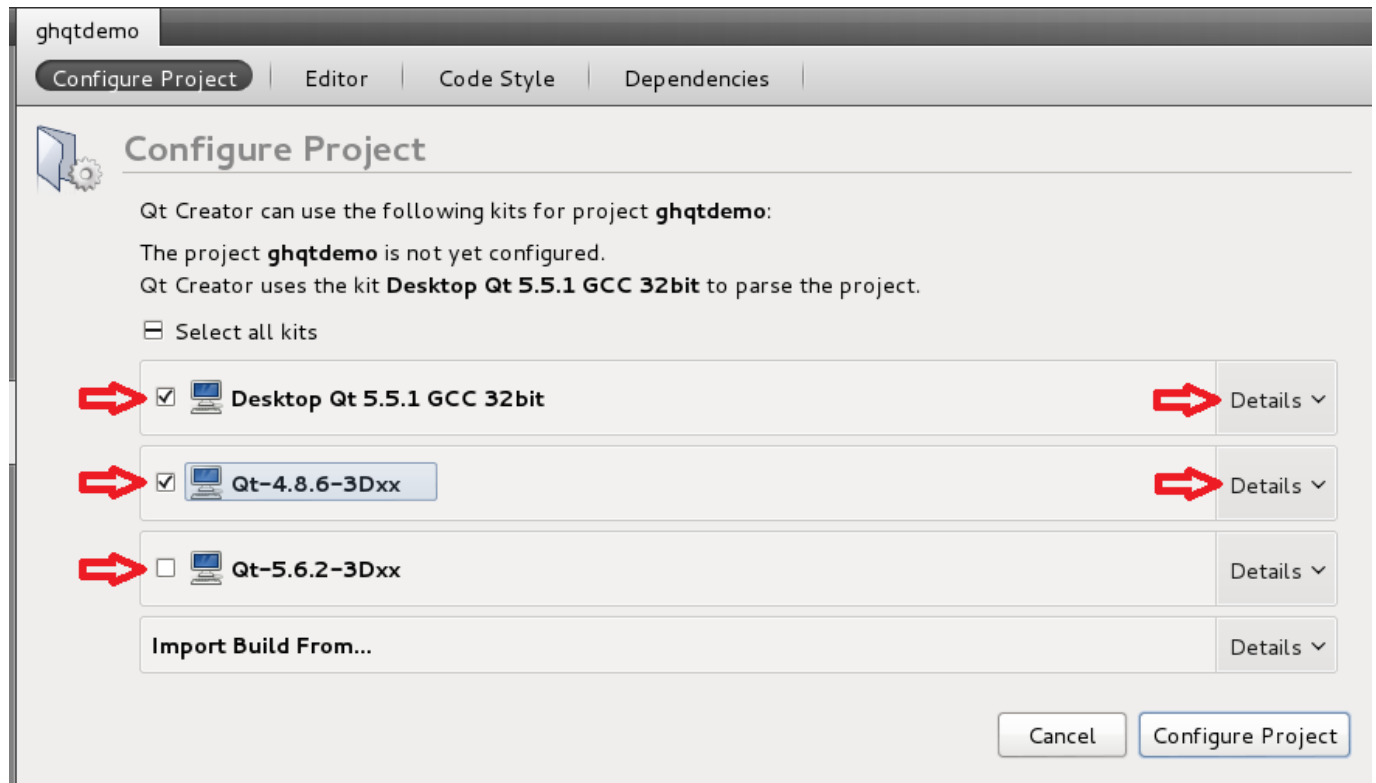 ghqtdemo
Configure Project Editor Code Style Dependencies
Configure Project
Qt Creator can use the following kits for project ghqtdemo:
The project ghqtdemo is not yet configured.
Qt Creator uses the kit Desktop Qt 5.5.1 GCC 32bit to parse the project.
Select all kits
Desktop Qt 5.5.1 GCC 32bit Details
Qt-4.8.6-3Dxx Details
Qt-5.6.2-3Dxx Details
Import Build From... Details
Cancel Configure Project